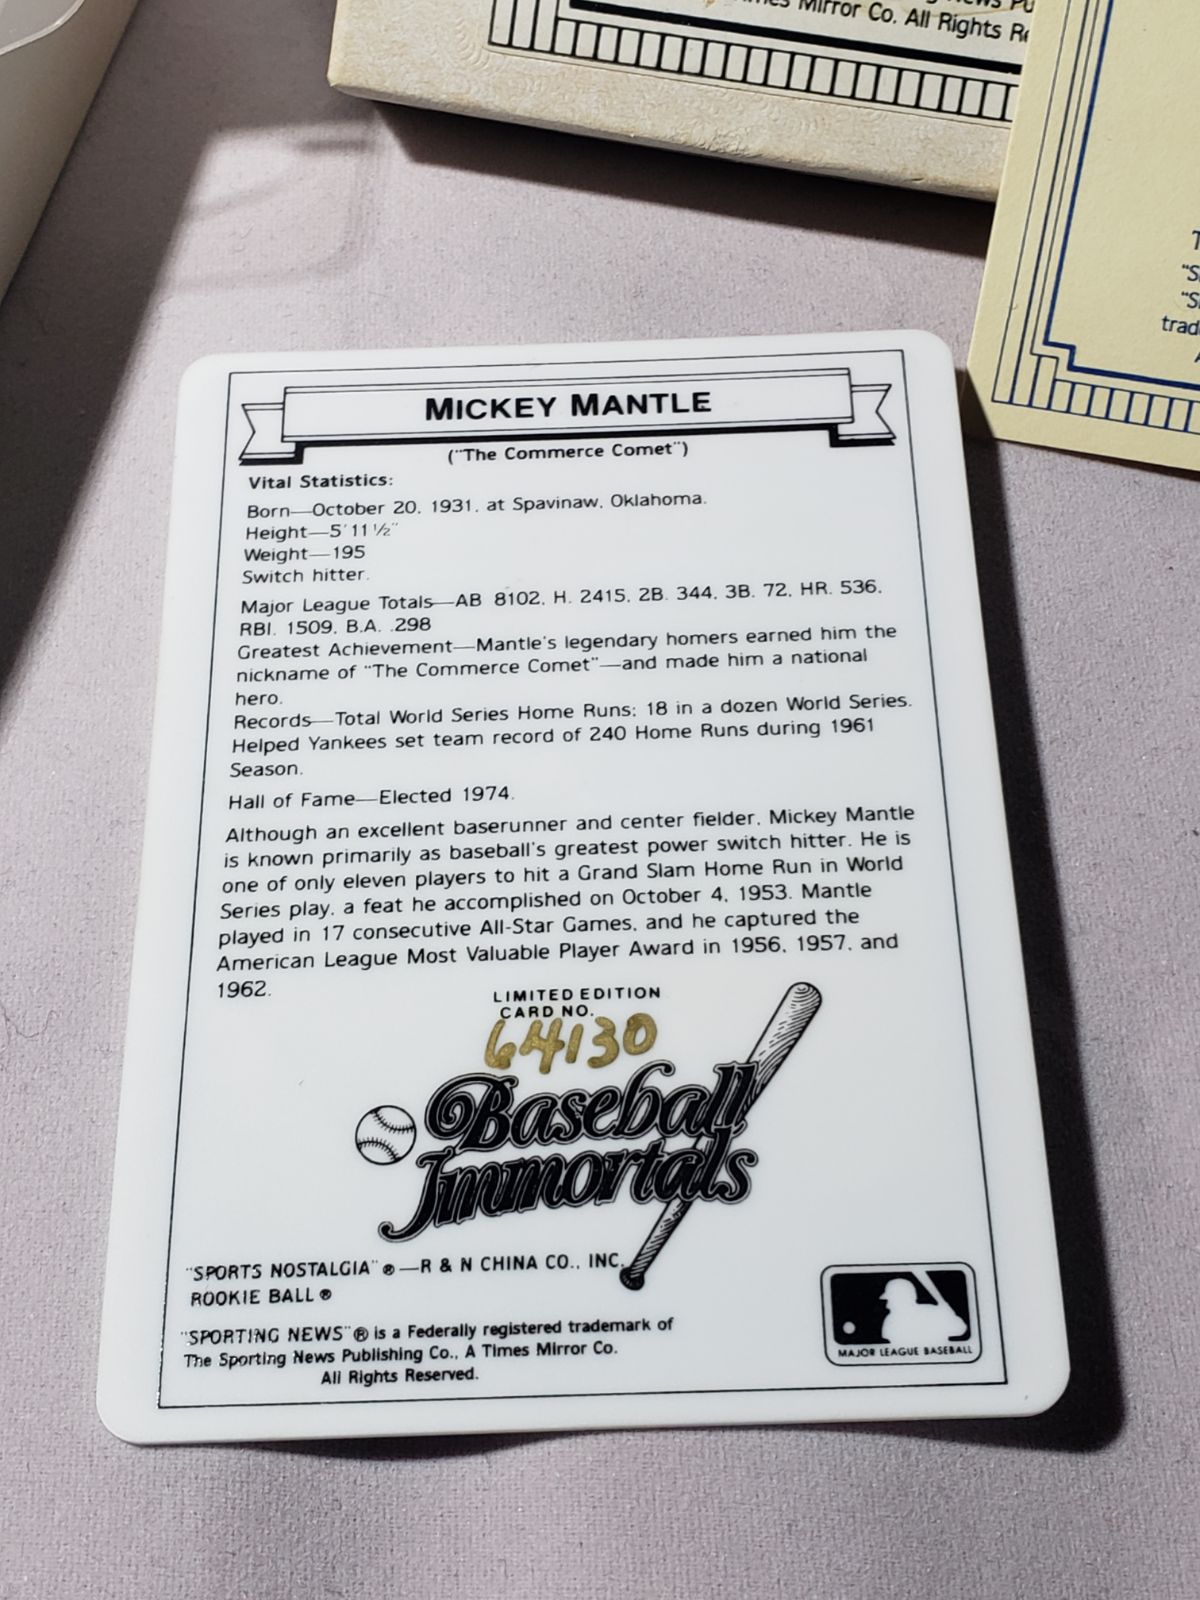 Times Mirror Co. All Rights
MICKEY MANTLE
("The Commerce Comet")
Vital Statistics:
Born—October 20, 1931, at Spavinaw, Oklahoma.
Height—5' 11 ½"
Weight—195
Switch hitter.
Major League Totals—AB 8102, H. 2415, 2B. 344, 3B. 72, HR. 536,
RBI. 1509, B.A. .298
Greatest Achievement—Mantle's legendary homers earned him the
nickname of "The Commerce Comet"—and made him a national
hero.
Records—Total World Series Home Runs: 18 in a dozen World Series.
Helped Yankees set team record of 240 Home Runs during 1961
Season.
Hall of Fame—Elected 1974.
Although an excellent baserunner and center fielder, Mickey Mantle
is known primarily as baseball's greatest power switch hitter. He is
one of only eleven players to hit a Grand Slam Home Run in World
Series play, a feat he accomplished on October 4, 1953. Mantle
played in 17 consecutive All-Star Games, and he captured the
American League Most Valuable Player Award in 1956, 1957, and
1962.
LIMITED EDITION
CARD NO.
64130
Baseball
Immortals
"SPORTS NOSTALGIA" ® —R & N CHINA CO., INC.
ROOKIE BALL ®
"SPORTING NEWS" ® is a Federally registered trademark of
The Sporting News Publishing Co., A Times Mirror Co.
All Rights Reserved.
MAJOR LEAGUE BASEBALL